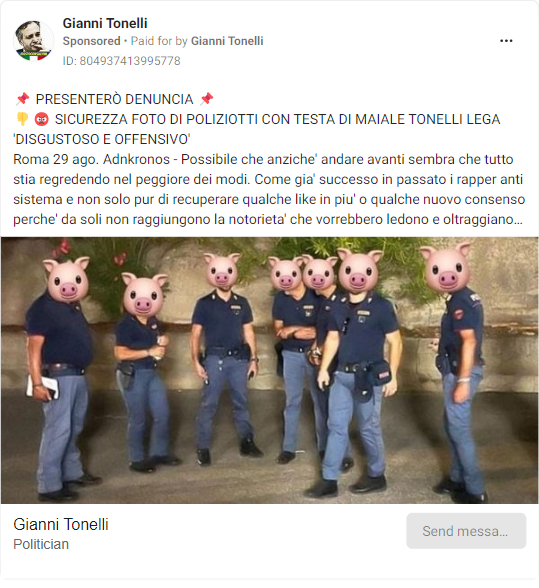 Gianni Tonelli
Sponsored • Paid for by Gianni Tonelli
ID: 804937413995778
📌 PRESENTERÒ DENUNCIA 📌
👎 😡 SICUREZZA FOTO DI POLIZIOTTI CON TESTA DI MAIALE TONELLI LEGA
'DISGUSTOSO E OFFENSIVO'
Roma 29 ago. Adnkronos - Possibile che anziche' andare avanti sembra che tutto
stia regredendo nel peggiore dei modi. Come gia' successo in passato i rapper anti
sistema e non solo pur di recuperare qualche like in piu' o qualche nuovo consenso
perche' da soli non raggiungono la notorieta' che vorrebbero ledono e oltraggiano...
Gianni Tonelli
Politician
Send messa...